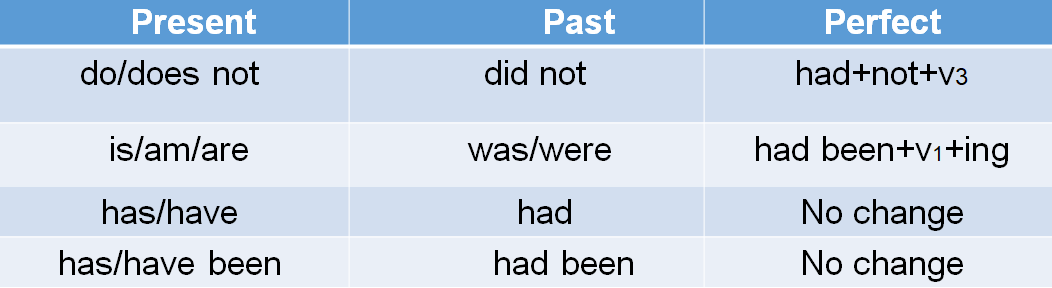 Present Past Perfect
do/does not did not had+not+v3
is/am/are was/were had been+v1+ing
has/have had No change
has/have been had been No change